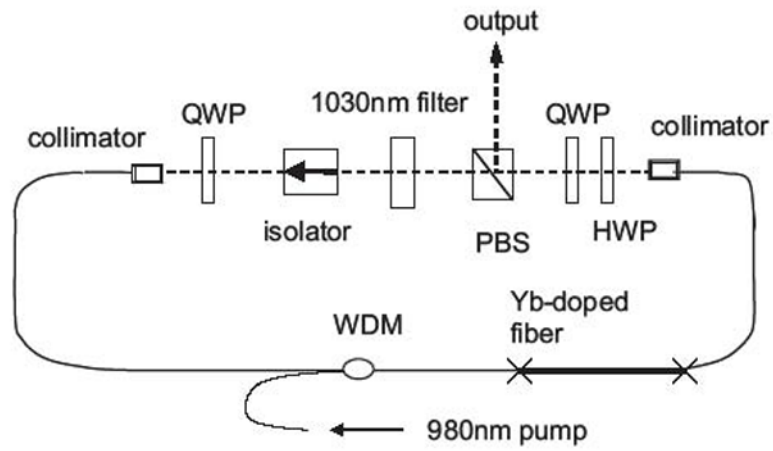 output
1030nm filter
QWP
QWP
collimator
collimator
isolator
PBS
HWP
Yb-doped
fiber
WDM
980nm pump